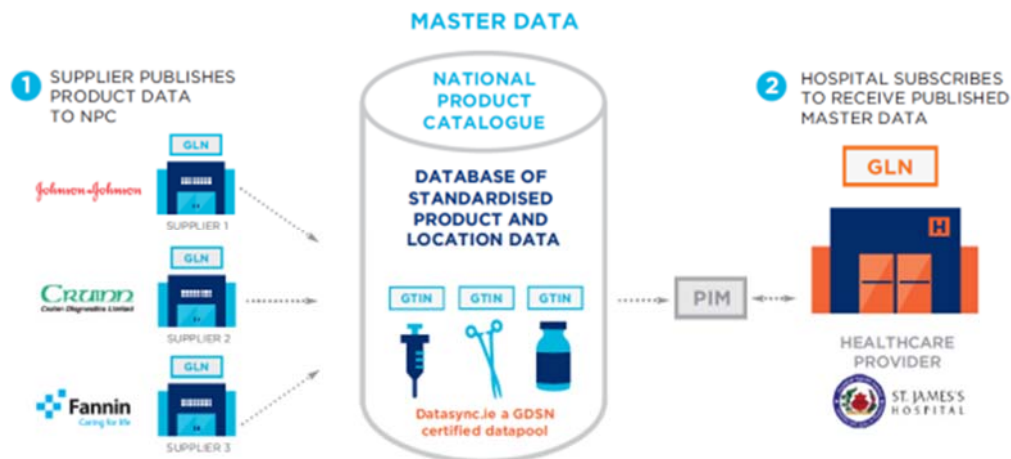 MASTER DATA
1
SUPPLIER PUBLISHES
PRODUCT DATA
TO NPC
GLN
Johnson & Johnson
SUPPLIER 1
GLN
CRUINN
SUPPLIER 2
GLN
Fannin
Caring for life
SUPPLIER 3
NATIONAL
PRODUCT
CATALOGUE
DATABASE OF
STANDARDISED
PRODUCT AND
LOCATION DATA
GTIN GTIN GTIN
Datasync.ie a GDSN
certified datapool
PIM
2
HOSPITAL SUBSCRIBES
TO RECEIVE PUBLISHED
MASTER DATA
GLN
H
HEALTHCARE
PROVIDER
ST. JAMES'S
HOSPITAL